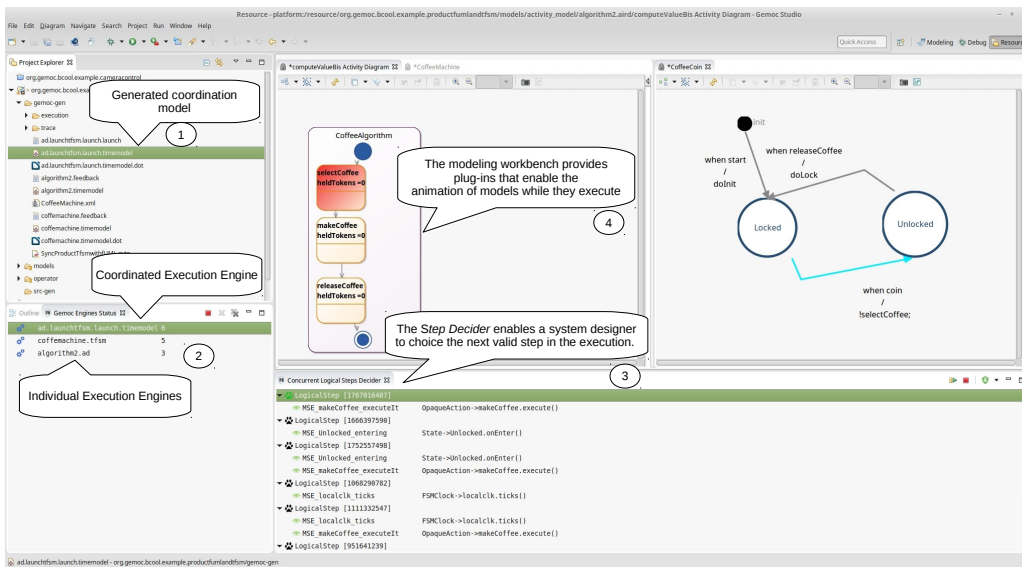 Resource - platform:/resource/org.gemoc.bcool.example.productfumlandtfsm/models/activity_model/algorithm2.aird/computeValueBis Activity Diagram - Gemoc Studio
File Edit Diagram Navigate Search Project Run Window Help
Quick Access
Modeling
Debug
Resour
Project Explorer
org.gemoc.bcool.example.cameracontrol
org.gemoc.bcool.exa
gemoc-gen
execution
trace
ad.launchtfsm.launch.launch
ad.launchtfsm.launch.timemodel
ad.launchtfsm.launch.timemodel.dot
algorithm2.feedback
algorithm2.timemodel
CoffeeMachine.xml
coffemachine.feedback
coffemachine.timemodel
coffemachine.timemodel.dot
models
operator
src-gen
Generated coordination
model
1
Coordinated Execution Engine
Outline
Gemoc Engines Status
ad.launchtfsm.launch.timemodel 6
coffemachine.tfsm 5
algorithm2.ad 3
2
Individual Execution Engines
*computeValueBis Activity Diagram
*CoffeeMachine
CoffeeAlgorithm
selectCoffee
heldTokens =0
makeCoffee
heldTokens =0
releaseCoffee
heldTokens =0
The modeling workbench provides
plug-ins that enable the
animation of models while they execute
4
The Step Decider enables a system designer
to choice the next valid step in the execution.
3
*CoffeeCoin
init
when start
/
doInit
when releaseCoffee
/
doLock
Locked
Unlocked
when coin
/
!selectCoffee;
Concurrent Logical Steps Decider
LogicalStep [1767016487]
MSE_makeCoffee_executeIt OpaqueAction->makeCoffee.execute()
LogicalStep [1666397590]
MSE_Unlocked_entering State->Unlocked.onEnter()
LogicalStep [1752557498]
MSE_Unlocked_entering State->Unlocked.onEnter()
MSE_makeCoffee_executeIt OpaqueAction->makeCoffee.execute()
LogicalStep [1068290782]
MSE_localclk_ticks FSMClock->localclk.ticks()
LogicalStep [1111332547]
MSE_localclk_ticks FSMClock->localclk.ticks()
MSE_makeCoffee_executeIt OpaqueAction->makeCoffee.execute()
LogicalStep [951641239]
ad.launchtfsm.launch.timemodel - org.gemoc.bcool.example.productfumlandtfsm/gemoc-gen